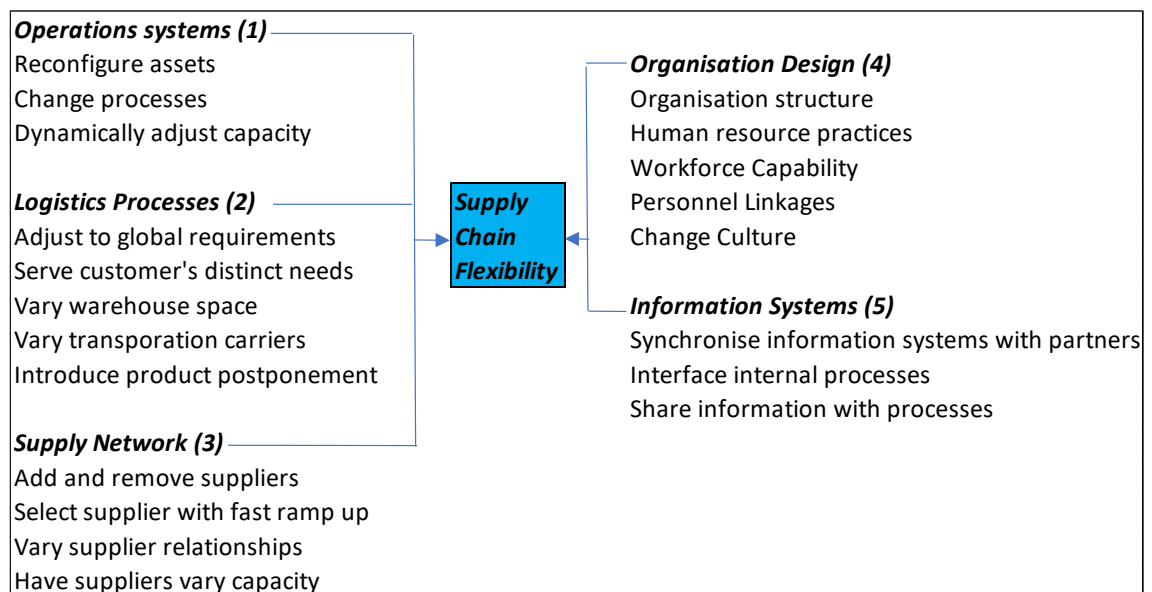 Operations systems (1)
Reconfigure assets
Change processes
Dynamically adjust capacity
Logistics Processes (2)
Adjust to global requirements
Serve customer's distinct needs
Vary warehouse space
Vary transporation carriers
Introduce product postponement
Supply Network (3)
Add and remove suppliers
Select supplier with fast ramp up
Vary supplier relationships
Have suppliers vary capacity
Supply
Chain
Flexibility
Organisation Design (4)
Organisation structure
Human resource practices
Workforce Capability
Personnel Linkages
Change Culture
Information Systems (5)
Synchronise information systems with partners
Interface internal processes
Share information with processes